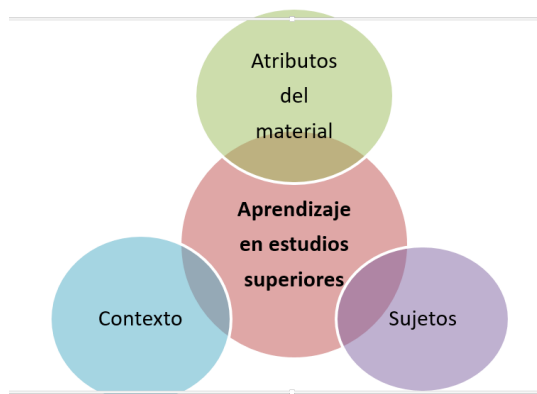 Atributos
del
material
Aprendizaje
en estudios
superiores
Contexto
Sujetos